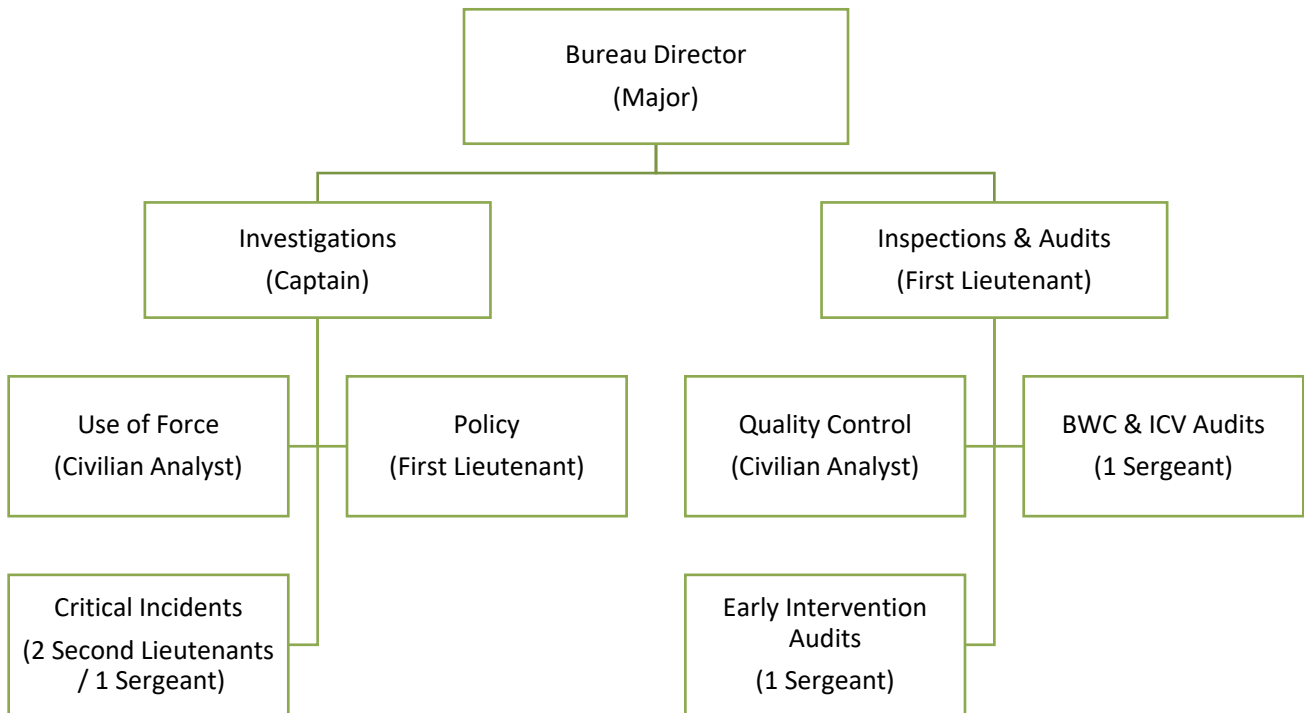 Bureau Director
(Major)
Investigations
(Captain)
Inspections & Audits
(First Lieutenant)
Use of Force
(Civilian Analyst)
Policy
(First Lieutenant)
Quality Control
(Civilian Analyst)
BWC & ICV Audits
(1 Sergeant)
Critical Incidents
(2 Second Lieutenants
/ 1 Sergeant)
Early Intervention
Audits
(1 Sergeant)